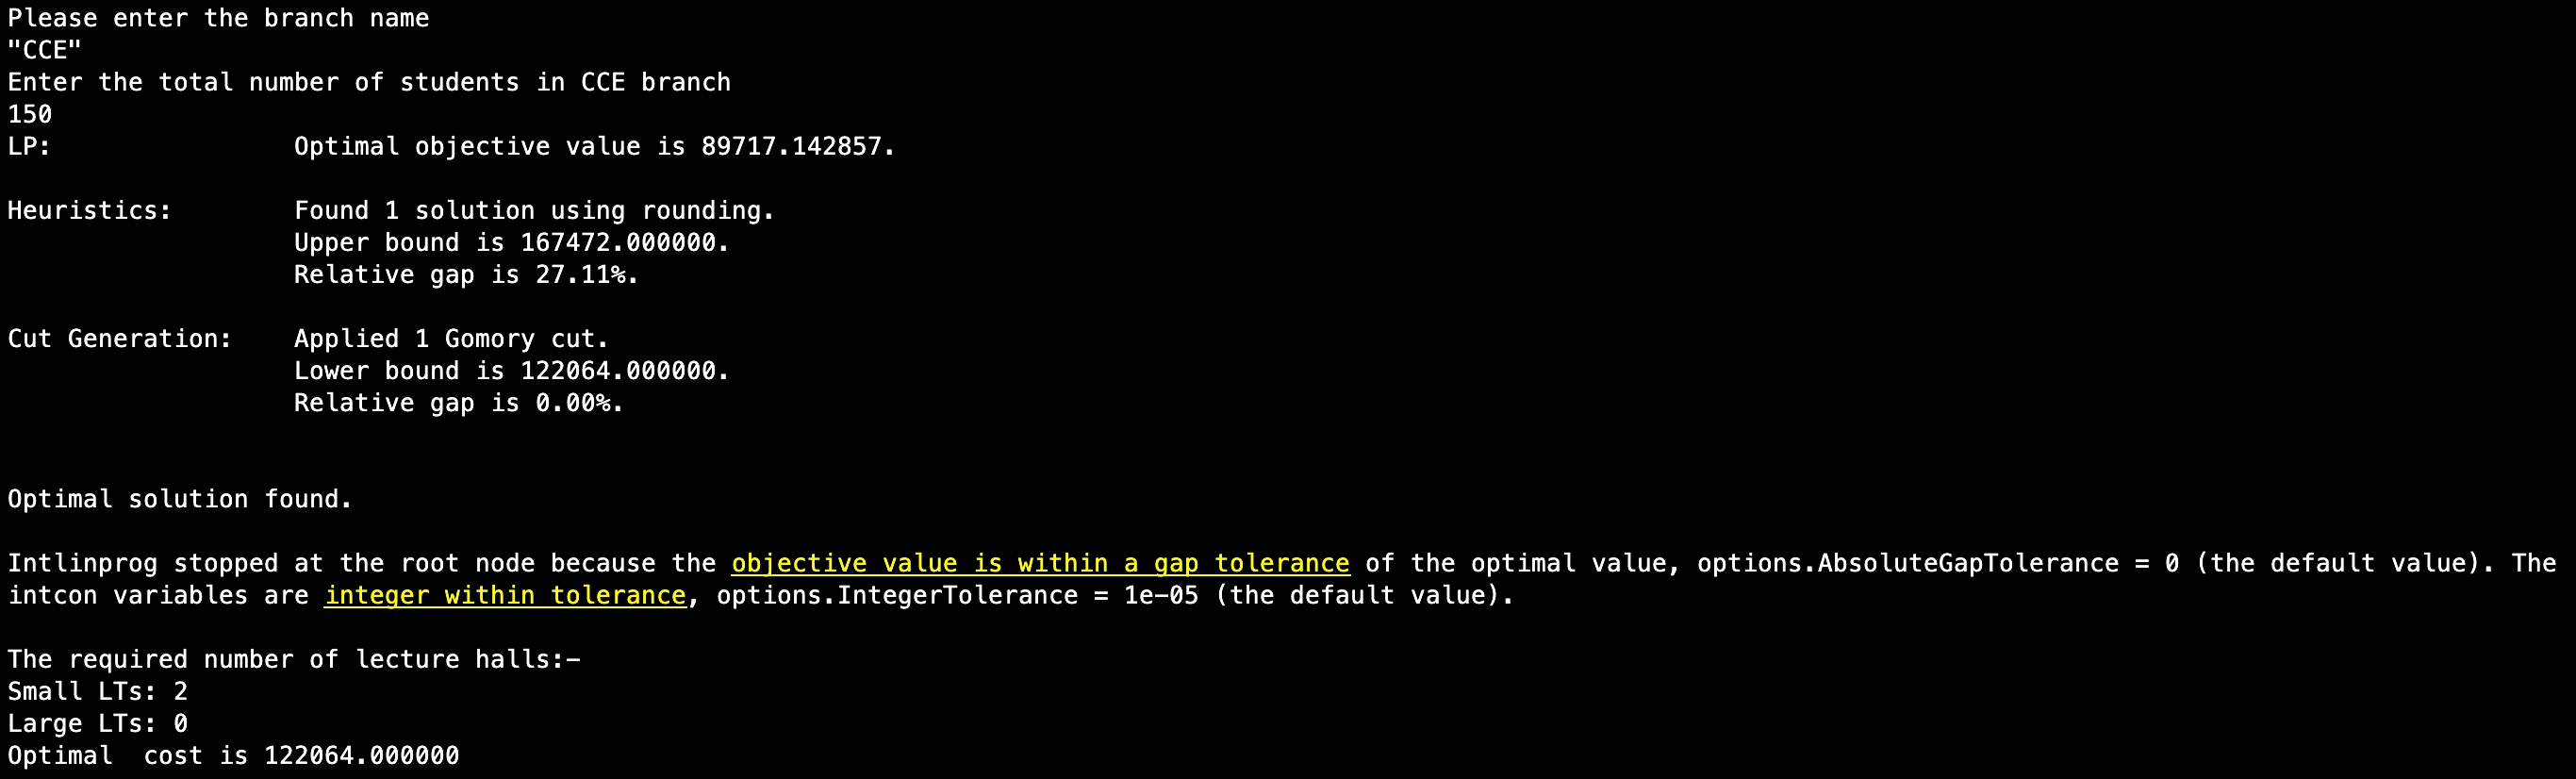 Please enter the branch name
"CCE"
Enter the total number of students in CCE branch
150
LP:                Optimal objective value is 89717.142857.
Heuristics:        Found 1 solution using rounding.
                   Upper bound is 167472.000000.
                   Relative gap is 27.11%.
Cut Generation:    Applied 1 Gomory cut.
                   Lower bound is 122064.000000.
                   Relative gap is 0.00%.
Optimal solution found.
Intlinprog stopped at the root node because the objective value is within a gap tolerance of the optimal value, options.AbsoluteGapTolerance = 0 (the default value). The
intcon variables are integer within tolerance, options.IntegerTolerance = 1e-05 (the default value).
The required number of lecture halls:-
Small LTs: 2
Large LTs: 0
Optimal  cost is 122064.000000